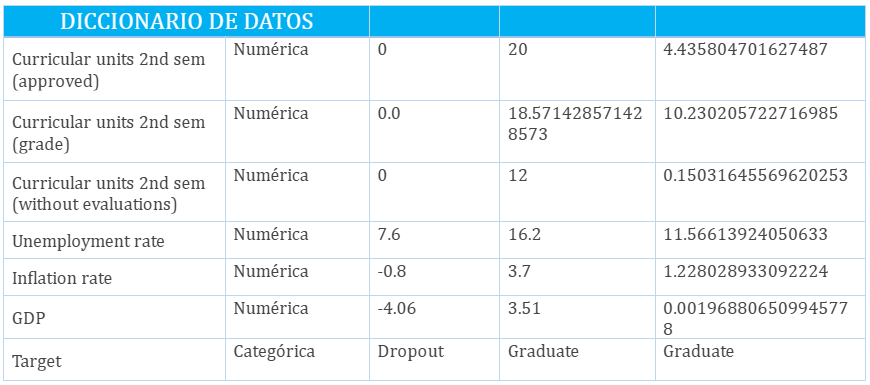 DICCIONARIO DE DATOS
Curricular units 2nd sem (approved) Numérica 0 20 4.435804701627487
Curricular units 2nd sem (grade) Numérica 0.0 18.571428571428573 10.230205722716985
Curricular units 2nd sem (without evaluations) Numérica 0 12 0.15031645569620253
Unemployment rate Numérica 7.6 16.2 11.56613924050633
Inflation rate Numérica -0.8 3.7 1.228028933092224
GDP Numérica -4.06 3.51 0.001968806509945778
Target Categórica Dropout Graduate Graduate